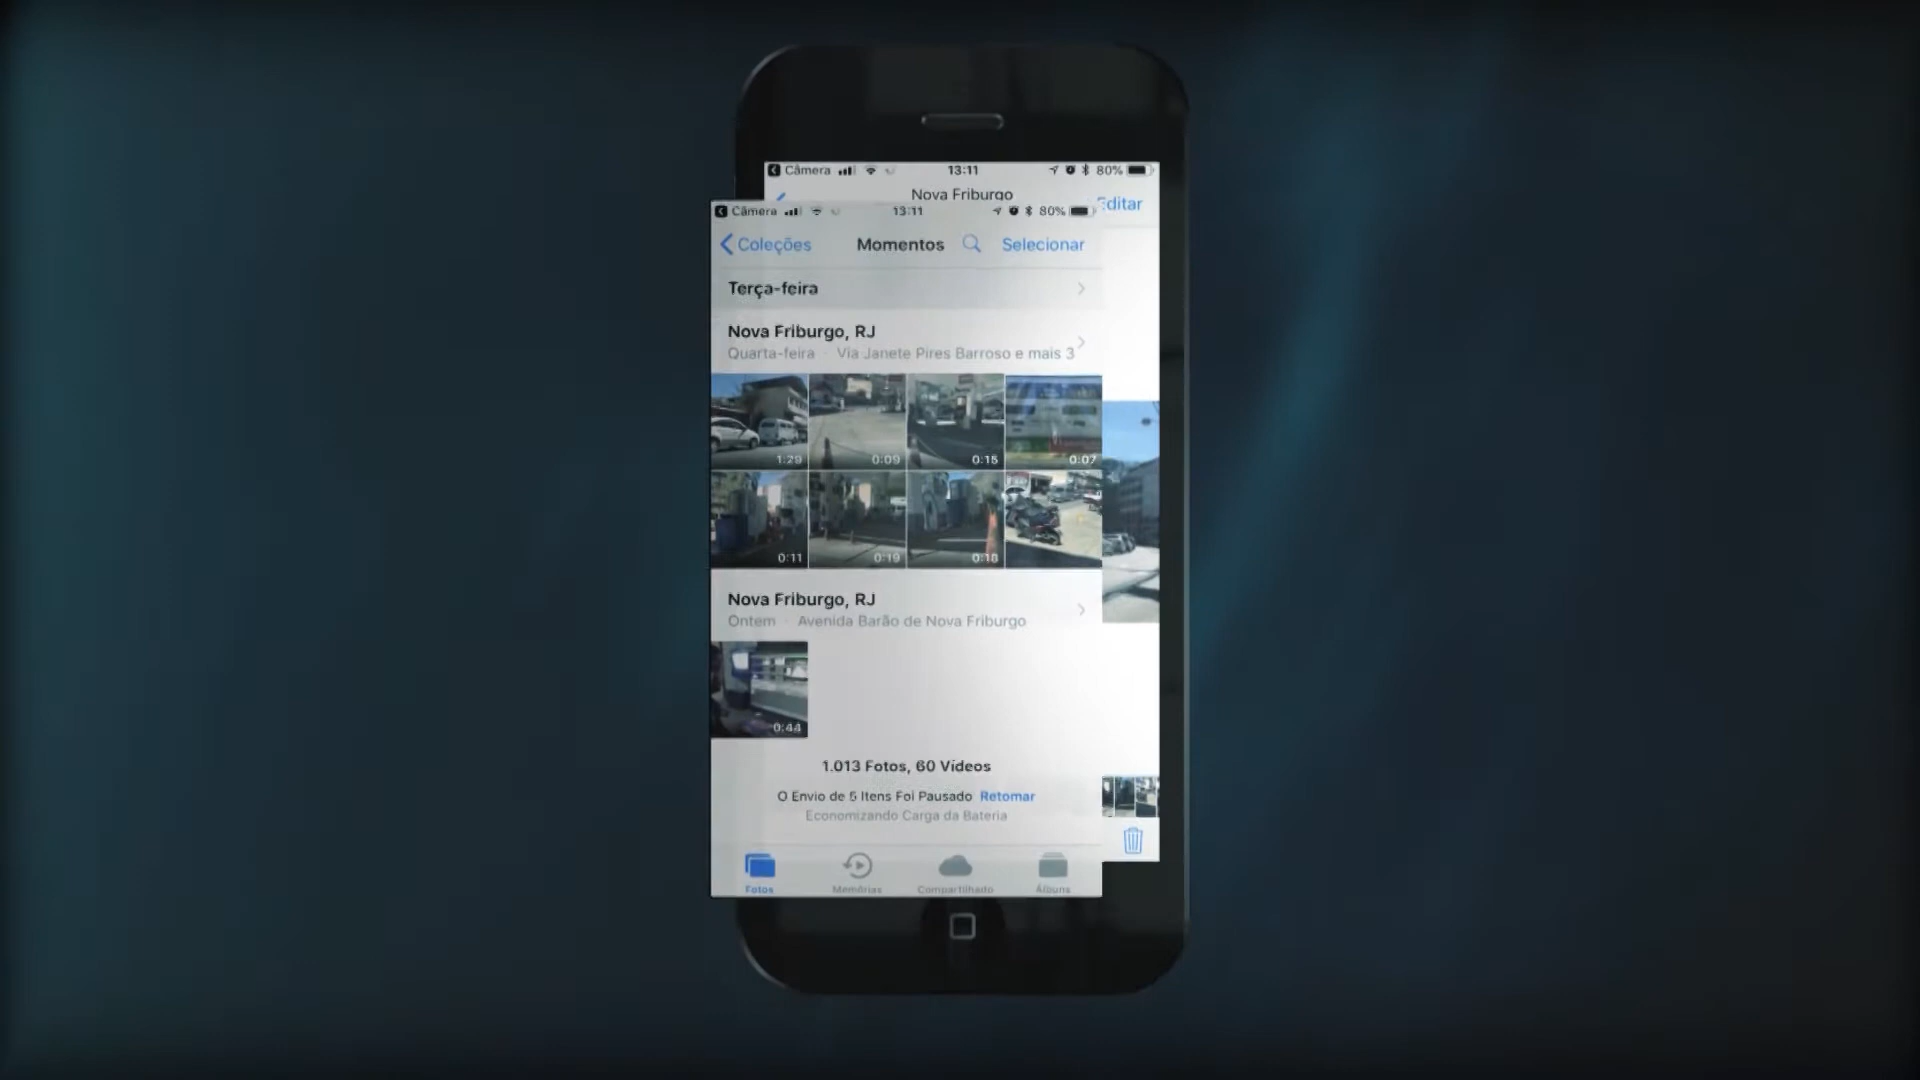 Câmera 13:11 80%
Nova Friburgo
Editar
Câmera 13:11 80%
Coleções Momentos Selecionar
Terça-feira
Nova Friburgo, RJ
Quarta-feira · Via Janete Pires Barroso e mais 3
1:29 0:09 0:15 0:07
0:11 0:19 0:18
Nova Friburgo, RJ
Ontem · Avenida Barão de Nova Friburgo
0:44
1.013 Fotos, 60 Vídeos
O Envio de 5 Itens Foi Pausado Retomar
Economizando Carga da Bateria
Fotos Memórias Compartilhado Álbuns